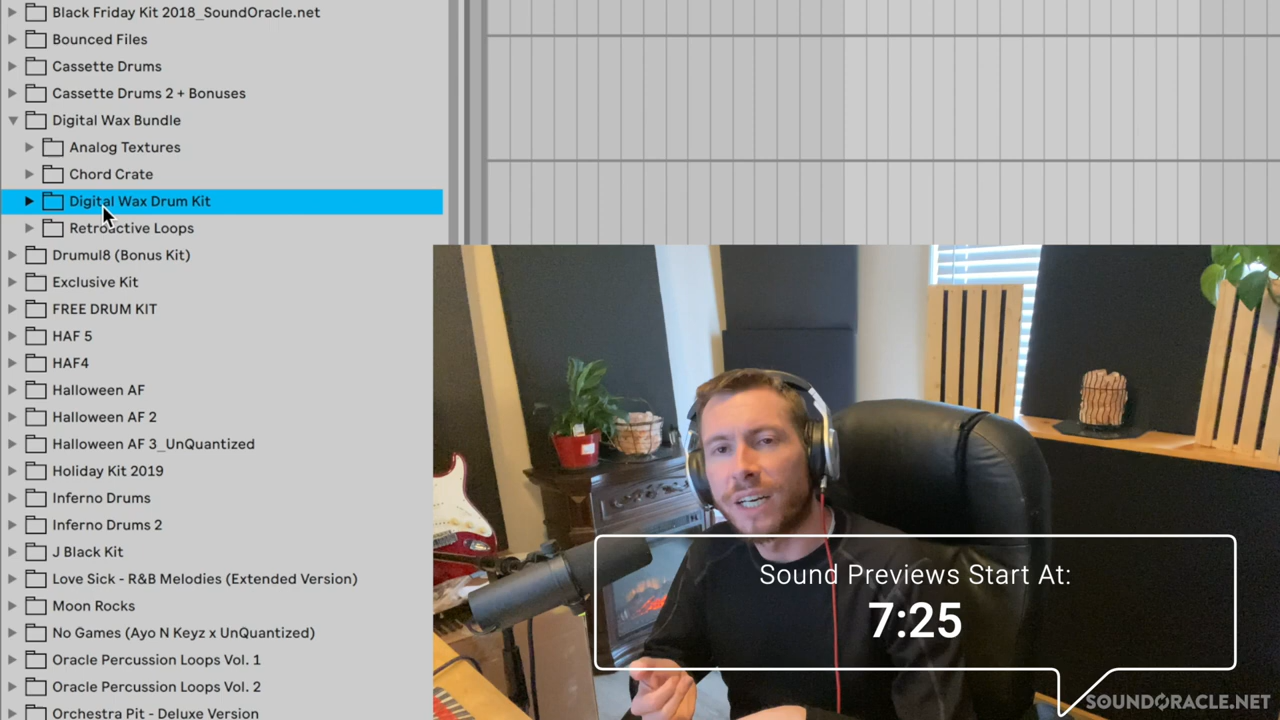 Black Friday Kit 2018_SoundOracle.net
Bounced Files
Cassette Drums
Cassette Drums 2 + Bonuses
Digital Wax Bundle
Analog Textures
Chord Crate
Digital Wax Drum Kit
Retroactive Loops
Drumul8 (Bonus Kit)
Exclusive Kit
FREE DRUM KIT
HAF 5
HAF4
Halloween AF
Halloween AF 2
Halloween AF 3_UnQuantized
Holiday Kit 2019
Inferno Drums
Inferno Drums 2
J Black Kit
Love Sick - R&B Melodies (Extended Version)
Moon Rocks
No Games (Ayo N Keyz x UnQuantized)
Oracle Percussion Loops Vol. 1
Oracle Percussion Loops Vol. 2
Orchestra Pit - Deluxe Version
Sound Previews Start At:
7:25
SOUNDORACLE.NET